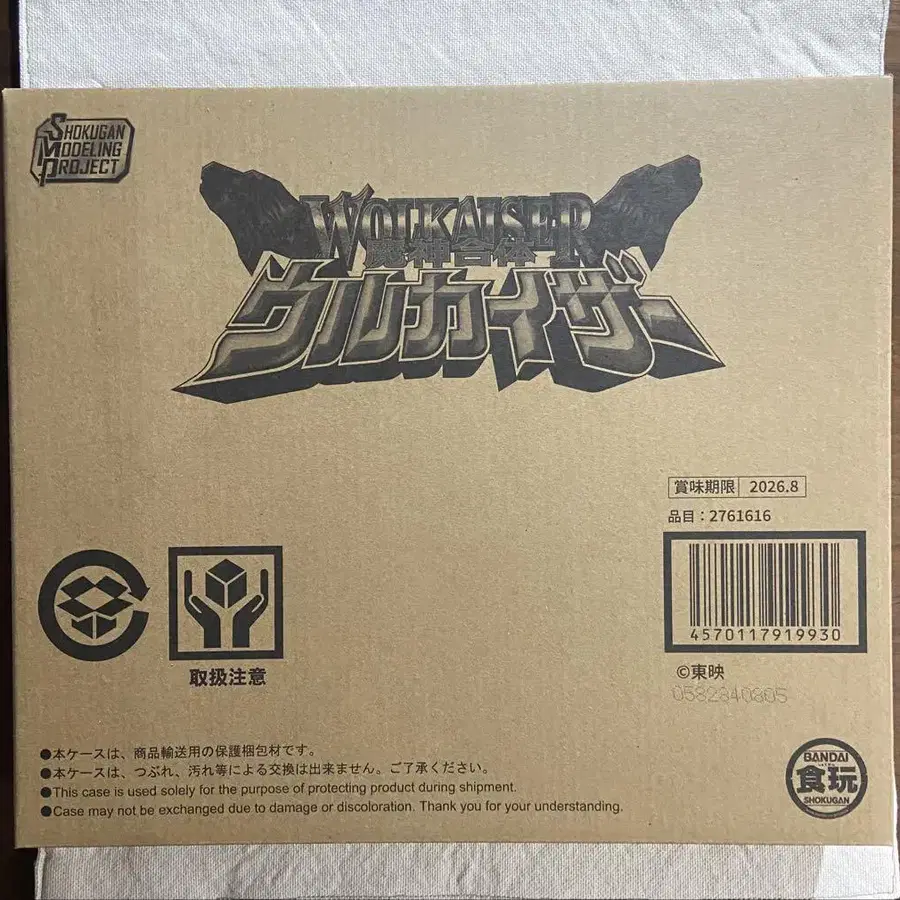 SHOKUGAN
MODELING
PROJECT
WOLKAISER
魔神合体
ウルカイザー
賞味期限 2026.8
品目：2761616
4570117919930
©東映
0582340805
取扱注意
●本ケースは、商品輸送用の保護梱包材です。
●本ケースは、つぶれ、汚れ等による交換は出来ません。ご了承ください。
●This case is used solely for the purpose of protecting product during shipment.
●Case may not be exchanged due to damage or discoloration. Thank you for your understanding.
BANDAI
食玩
SHOKUGAN